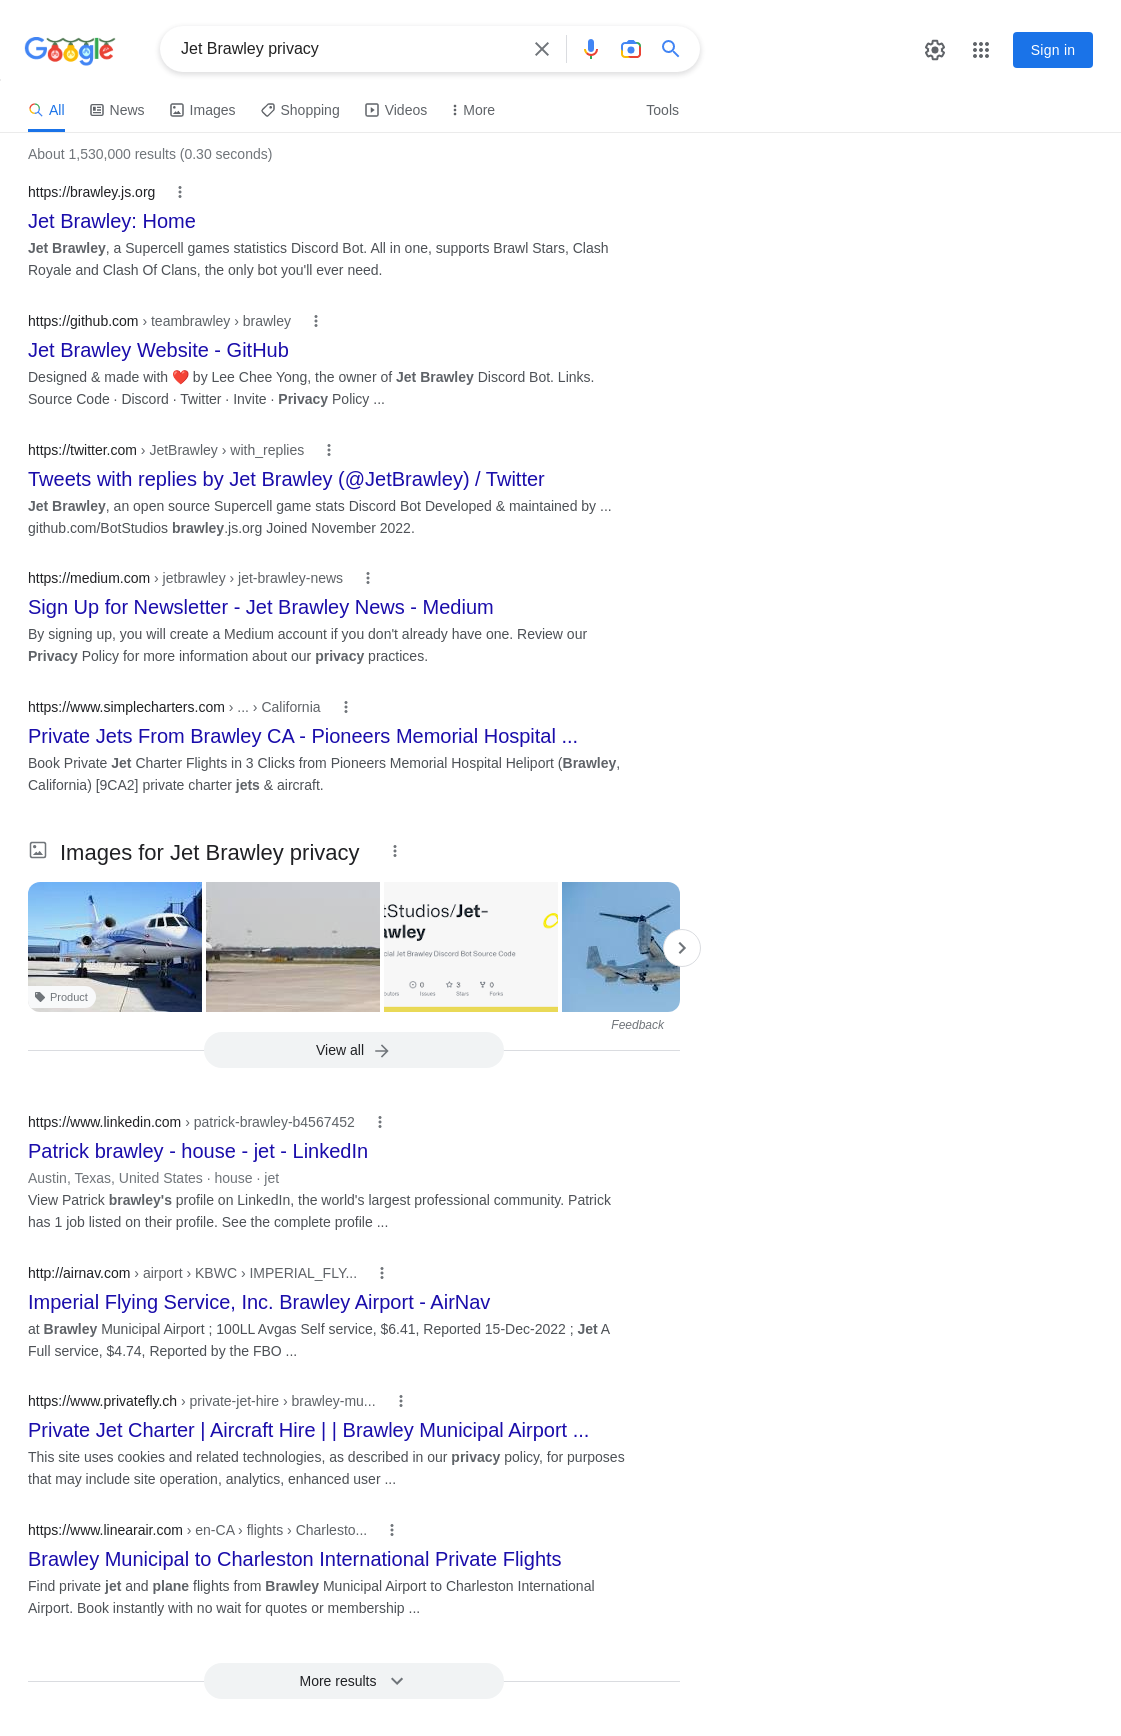 Google
Jet Brawley privacy
Sign in
All
News
Images
Shopping
Videos
More
Tools
About 1,530,000 results (0.30 seconds)
https://brawley.js.org
Jet Brawley: Home
Jet Brawley, a Supercell games statistics Discord Bot. All in one, supports Brawl Stars, Clash
Royale and Clash Of Clans, the only bot you'll ever need.
https://github.com › teambrawley › brawley
Jet Brawley Website - GitHub
Designed & made with ❤️ by Lee Chee Yong, the owner of Jet Brawley Discord Bot. Links.
Source Code · Discord · Twitter · Invite · Privacy Policy ...
https://twitter.com › JetBrawley › with_replies
Tweets with replies by Jet Brawley (@JetBrawley) / Twitter
Jet Brawley, an open source Supercell game stats Discord Bot Developed & maintained by ...
github.com/BotStudios brawley.js.org Joined November 2022.
https://medium.com › jetbrawley › jet-brawley-news
Sign Up for Newsletter - Jet Brawley News - Medium
By signing up, you will create a Medium account if you don't already have one. Review our
Privacy Policy for more information about our privacy practices.
https://www.simplecharters.com › ... › California
Private Jets From Brawley CA - Pioneers Memorial Hospital ...
Book Private Jet Charter Flights in 3 Clicks from Pioneers Memorial Hospital Heliport (Brawley,
California) [9CA2] private charter jets & aircraft.
Images for Jet Brawley privacy
tStudios/Jet-
awley
cial Jet Brawley Discord Bot Source Code
0 3 0
butors Issues Stars Forks
Product
Feedback
View all
https://www.linkedin.com › patrick-brawley-b4567452
Patrick brawley - house - jet - LinkedIn
Austin, Texas, United States · house · jet
View Patrick brawley's profile on LinkedIn, the world's largest professional community. Patrick
has 1 job listed on their profile. See the complete profile ...
http://airnav.com › airport › KBWC › IMPERIAL_FLY...
Imperial Flying Service, Inc. Brawley Airport - AirNav
at Brawley Municipal Airport ; 100LL Avgas Self service, $6.41, Reported 15-Dec-2022 ; Jet A
Full service, $4.74, Reported by the FBO ...
https://www.privatefly.ch › private-jet-hire › brawley-mu...
Private Jet Charter | Aircraft Hire | | Brawley Municipal Airport ...
This site uses cookies and related technologies, as described in our privacy policy, for purposes
that may include site operation, analytics, enhanced user ...
https://www.linearair.com › en-CA › flights › Charlesto...
Brawley Municipal to Charleston International Private Flights
Find private jet and plane flights from Brawley Municipal Airport to Charleston International
Airport. Book instantly with no wait for quotes or membership ...
More results